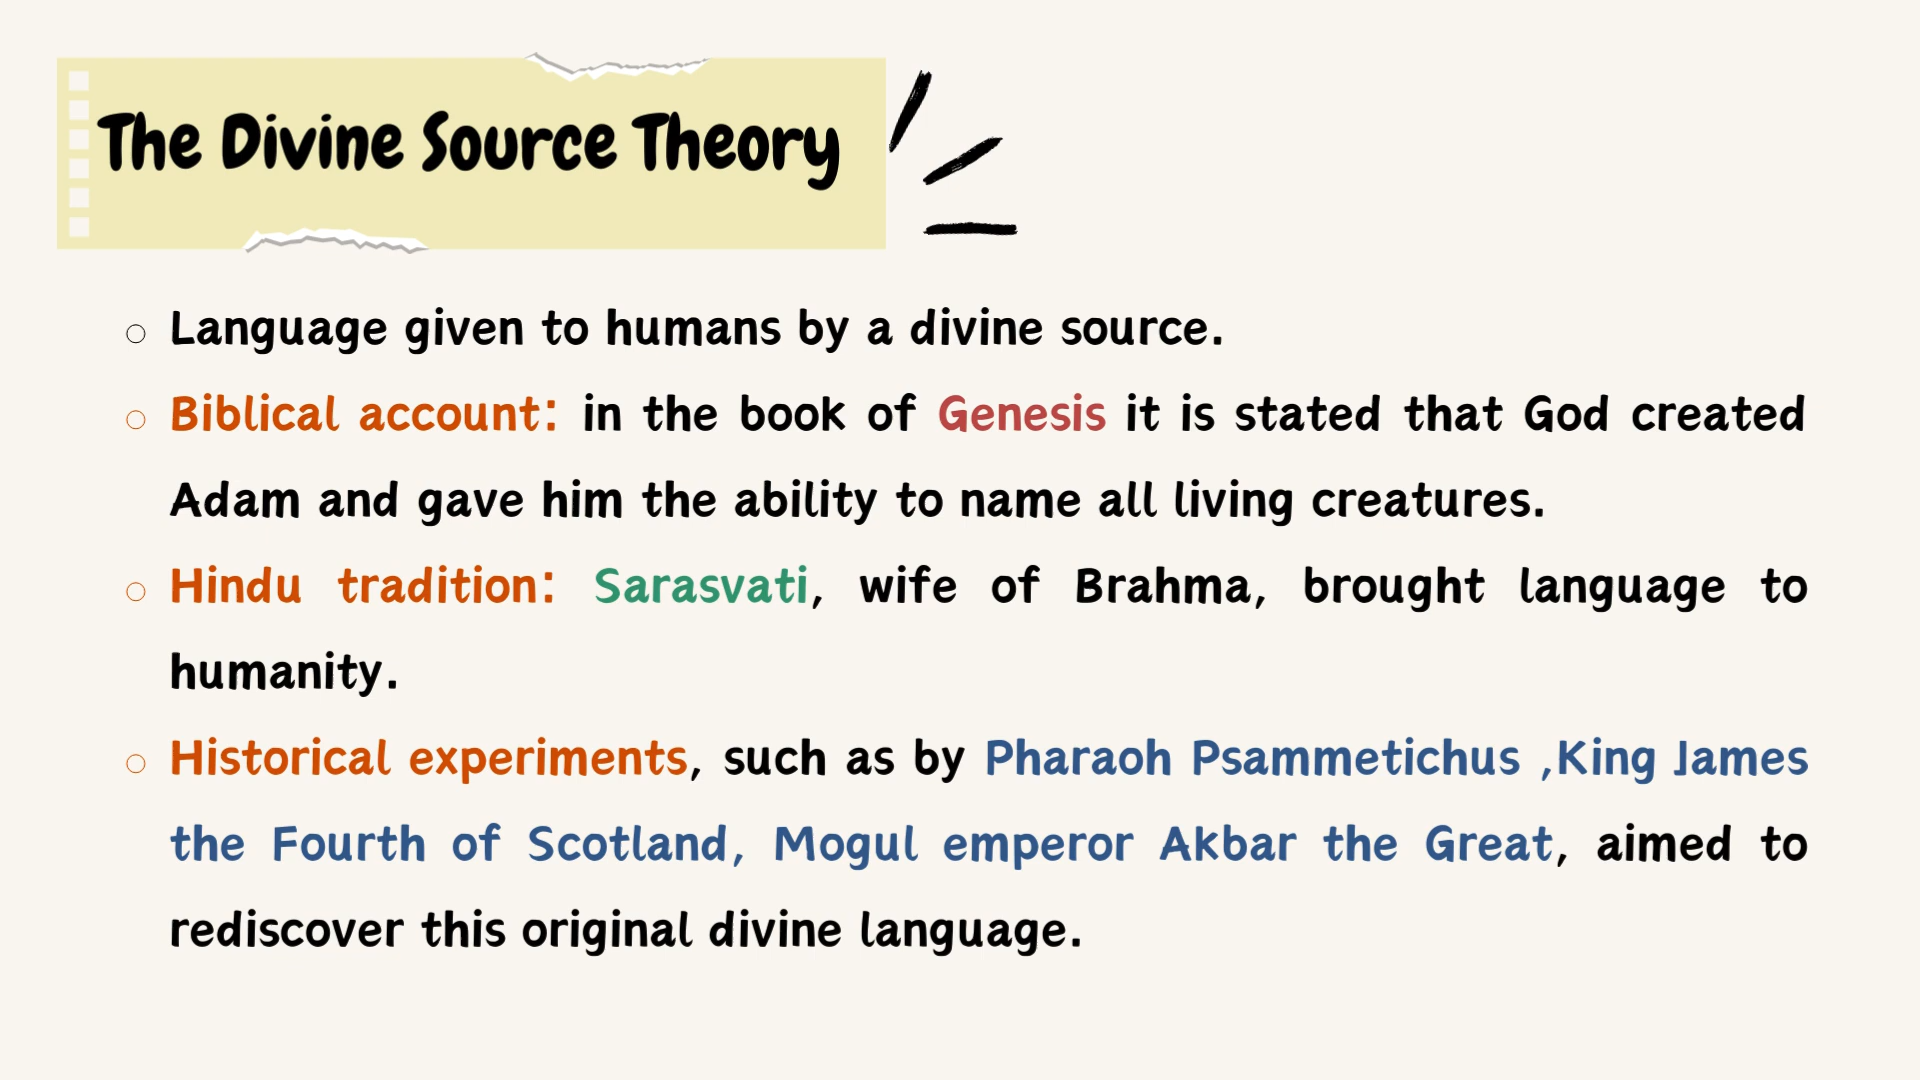 The Divine Source Theory
○ Language given to humans by a divine source.
○ Biblical account: in the book of Genesis it is stated that God created
Adam and gave him the ability to name all living creatures.
○ Hindu tradition: Sarasvati, wife of Brahma, brought language to
humanity.
○ Historical experiments, such as by Pharaoh Psammetichus ,King James
the Fourth of Scotland, Mogul emperor Akbar the Great, aimed to
rediscover this original divine language.